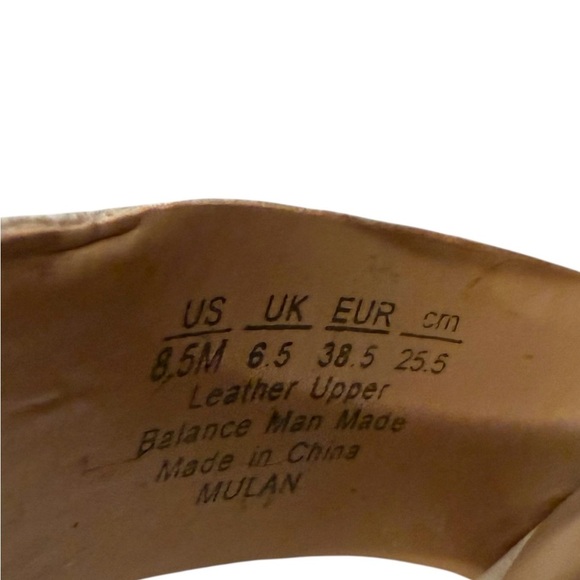 US UK EUR cm
8.5M 6.5 38.5 25.5
Leather Upper
Balance Man Made
Made in China
MULAN